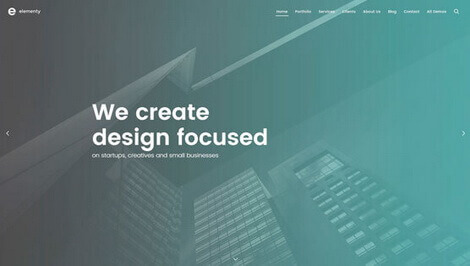 elementy
Home Portfolio Services Clients About Us Blog Contact All Demos
We create
design focused
on startups, creatives and small businesses